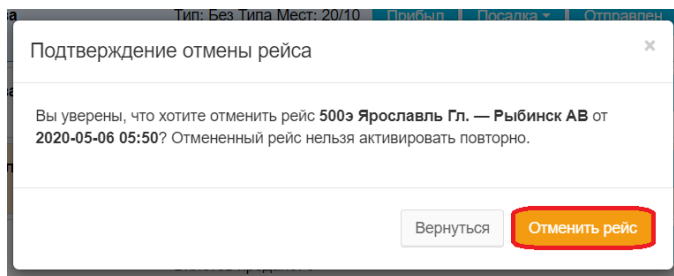 Тип: Без Типа Мест: 20/10 Прибыл Посадка Отправлен
Подтверждение отмены рейса ×
Вы уверены, что хотите отменить рейс 500э Ярославль Гл. — Рыбинск АВ от
2020-05-06 05:50? Отмененный рейс нельзя активировать повторно.
Вернуться Отменить рейс